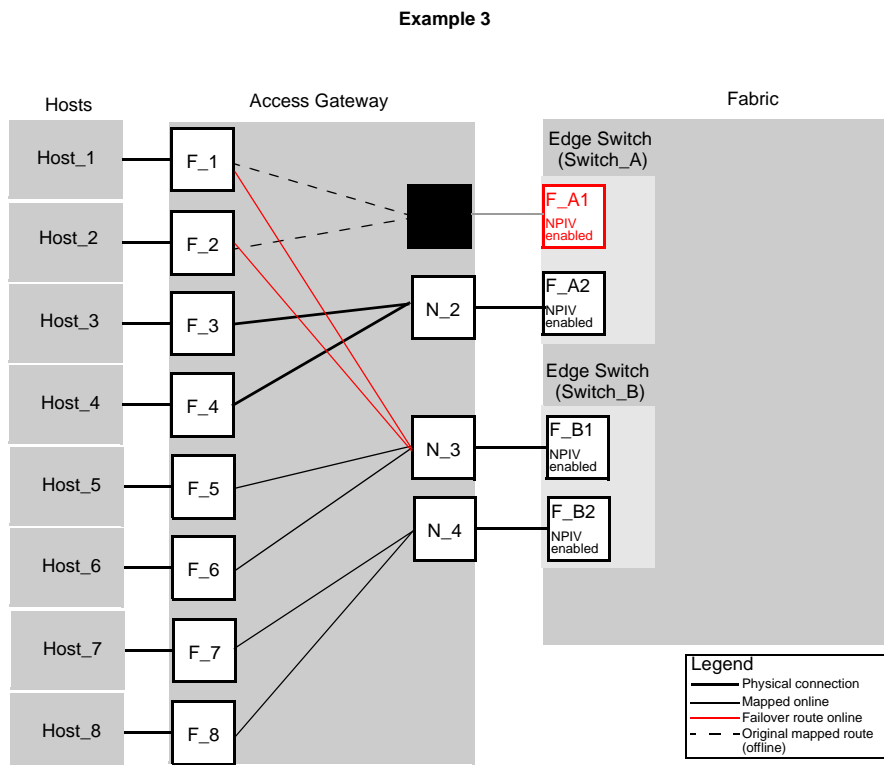 Example 3
Hosts
Access Gateway
Fabric
Host_1
Host_2
Host_3
Host_4
Host_5
Host_6
Host_7
Host_8
F_1
F_2
F_3
F_4
F_5
F_6
F_7
F_8
N_2
N_3
N_4
Edge Switch
(Switch_A)
F_A1
NPIV
enabled
F_A2
NPIV
enabled
Edge Switch
(Switch_B)
F_B1
NPIV
enabled
F_B2
NPIV
enabled
Legend
Physical connection
Mapped online
Failover route online
Original mapped route
(offline)